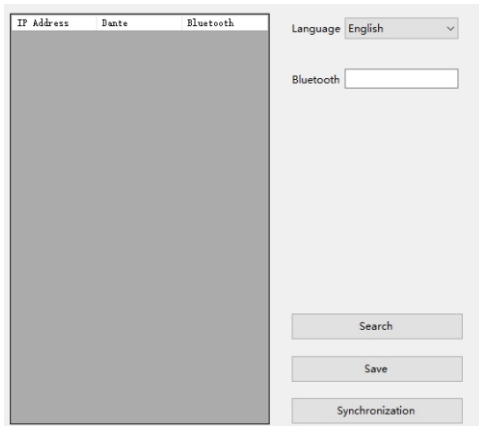 IP Address Dante Bluetooth
Language English
Bluetooth
Search
Save
Synchronization